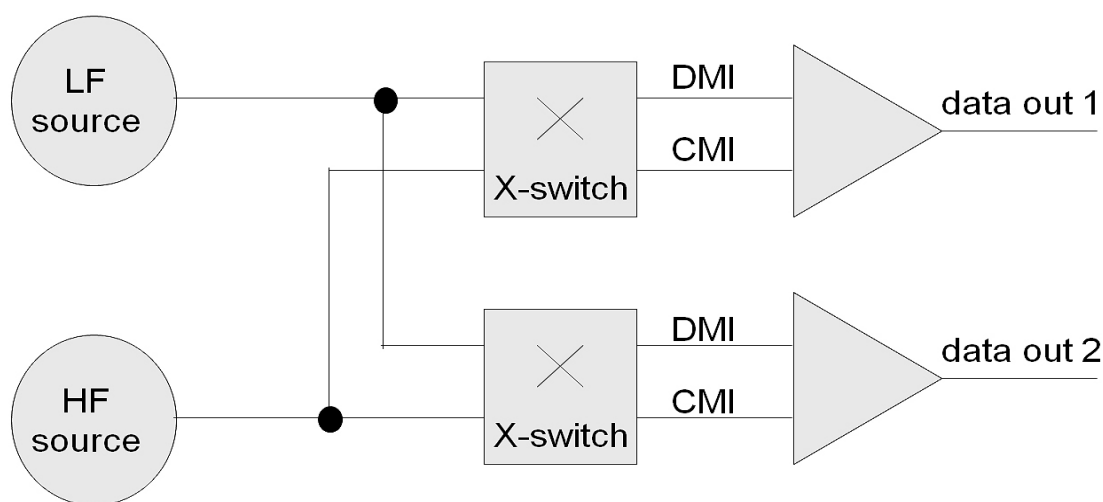 LF
source
DMI
CMI
X-switch
data out 1
HF
source
DMI
CMI
X-switch
data out 2